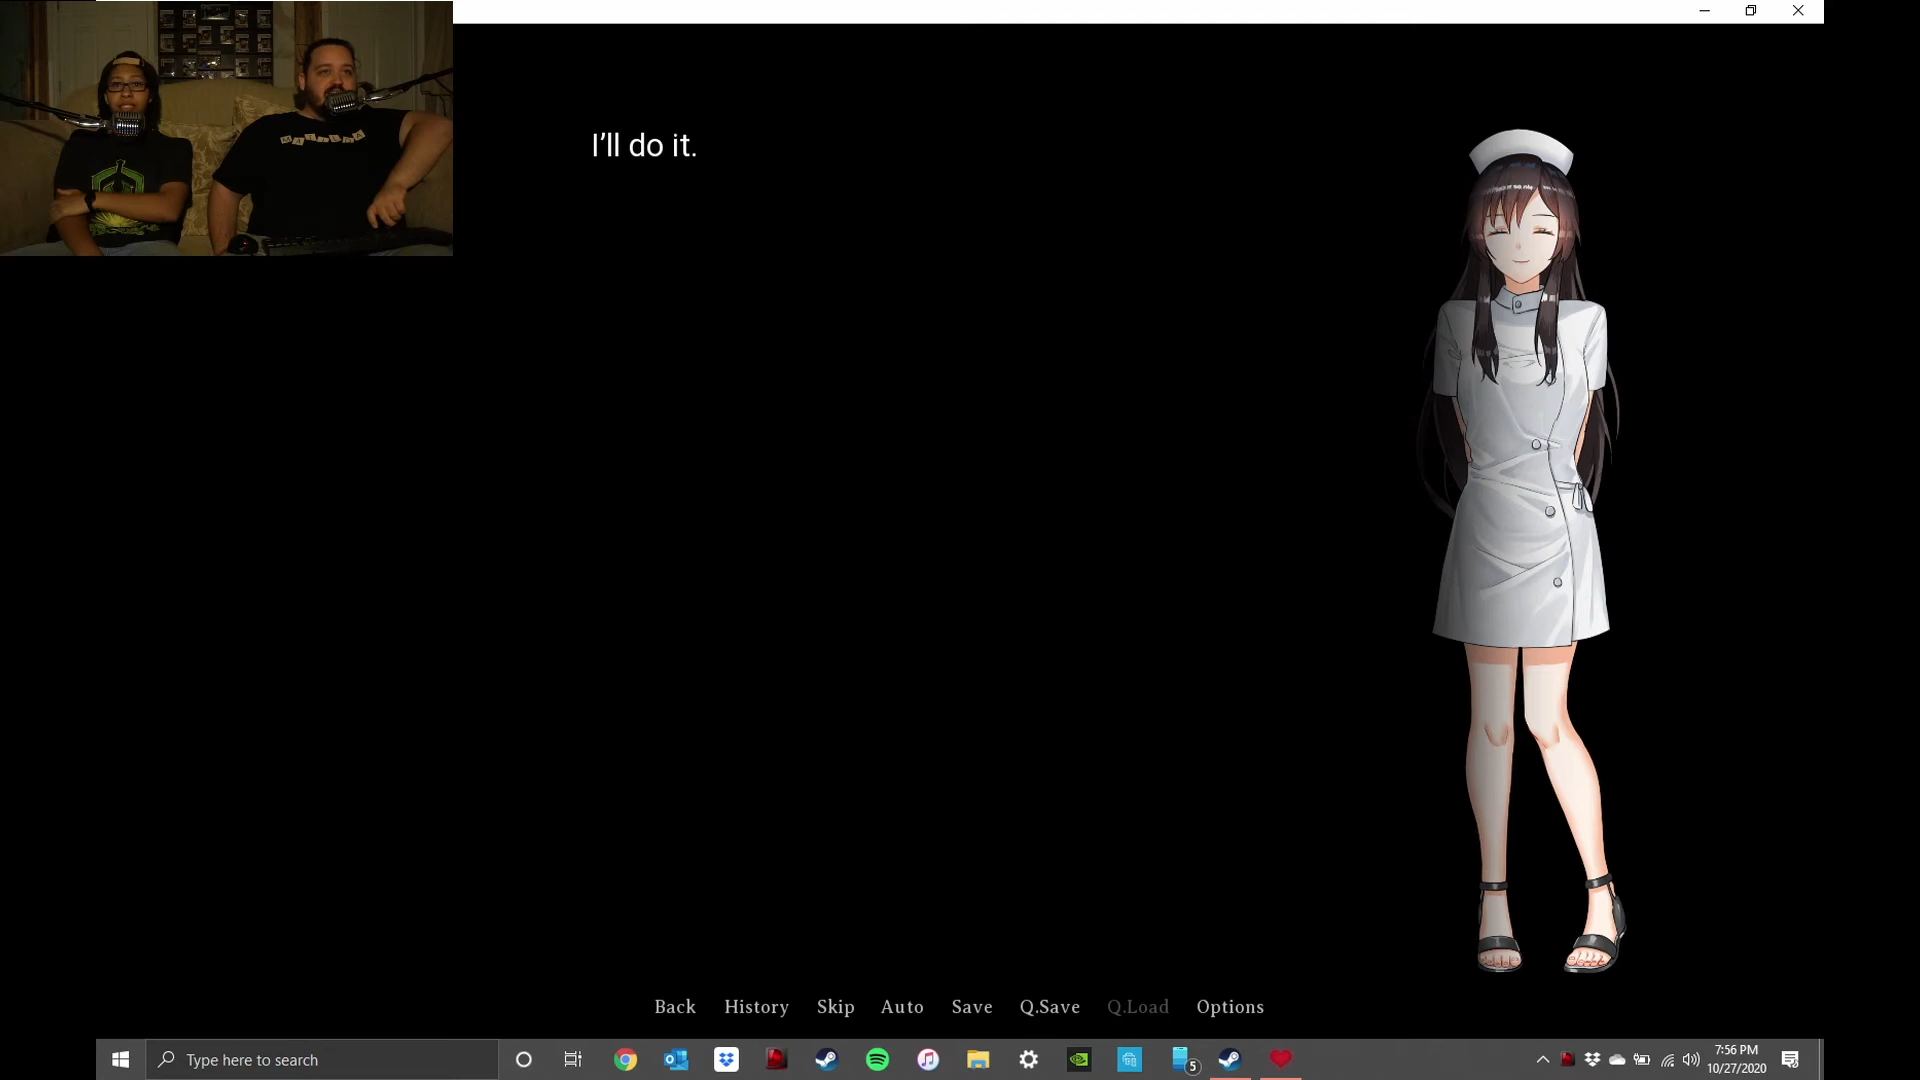 I'll do it.
Back History Skip Auto Save Q.Save Q.Load Options
Type here to search
5
7:56 PM
10/27/2020